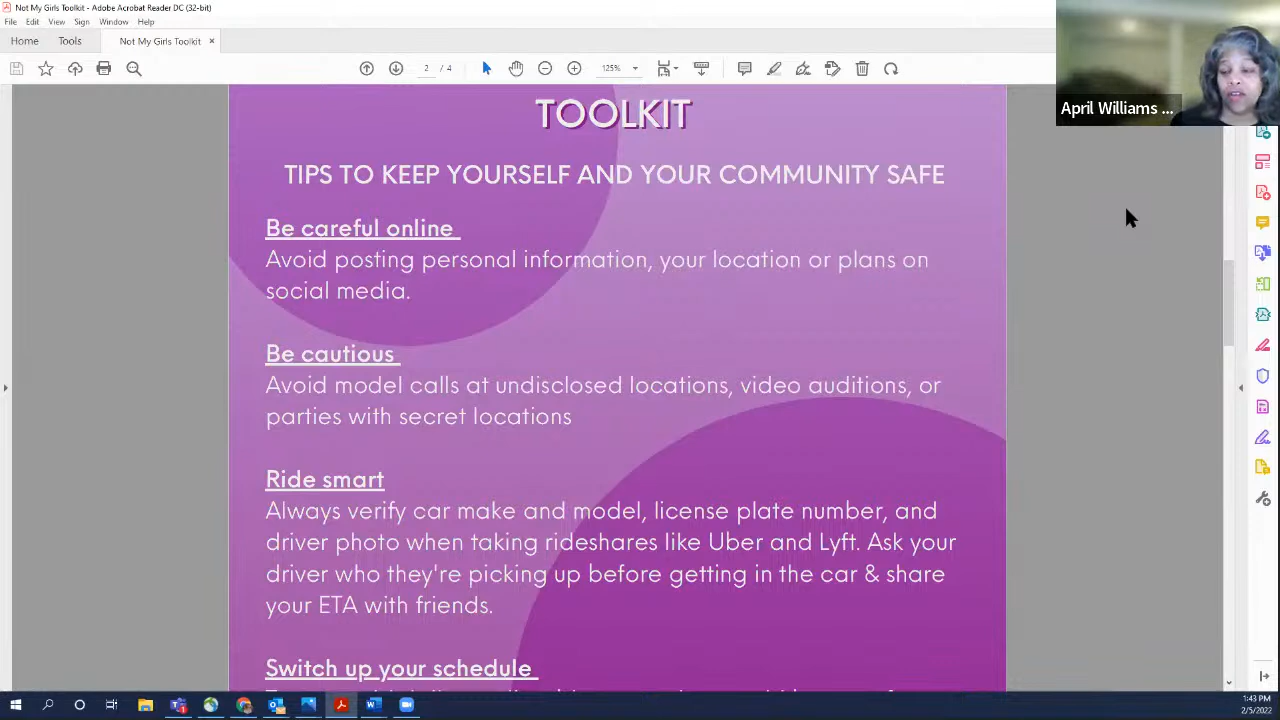 Not My Girls Toolkit - Adobe Acrobat Reader DC (32-bit)
File Edit View Sign Window Help
Home Tools Not My Girls Toolkit ×
2 / 4 125%
April Williams ...
TOOLKIT
TIPS TO KEEP YOURSELF AND YOUR COMMUNITY SAFE
Be careful online
Avoid posting personal information, your location or plans on
social media.
Be cautious
Avoid model calls at undisclosed locations, video auditions, or
parties with secret locations
Ride smart
Always verify car make and model, license plate number, and
driver photo when taking rideshares like Uber and Lyft. Ask your
driver who they're picking up before getting in the car & share
your ETA with friends.
Switch up your schedule
1:43 PM
2/5/2022